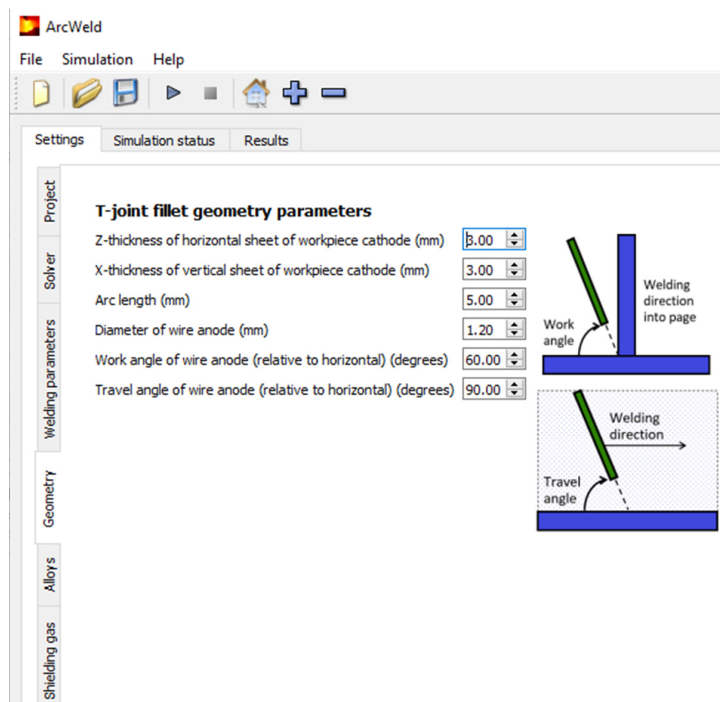 ArcWeld
File Simulation Help
Settings Simulation status Results
Project
Solver
Welding parameters
Geometry
Alloys
Shielding gas
T-joint fillet geometry parameters
Z-thickness of horizontal sheet of workpiece cathode (mm) 3.00
X-thickness of vertical sheet of workpiece cathode (mm) 3.00
Arc length (mm) 5.00
Diameter of wire anode (mm) 1.20
Work angle of wire anode (relative to horizontal) (degrees) 60.00
Travel angle of wire anode (relative to horizontal) (degrees) 90.00
Work
angle
Welding
direction
into page
Welding
direction
Travel
angle